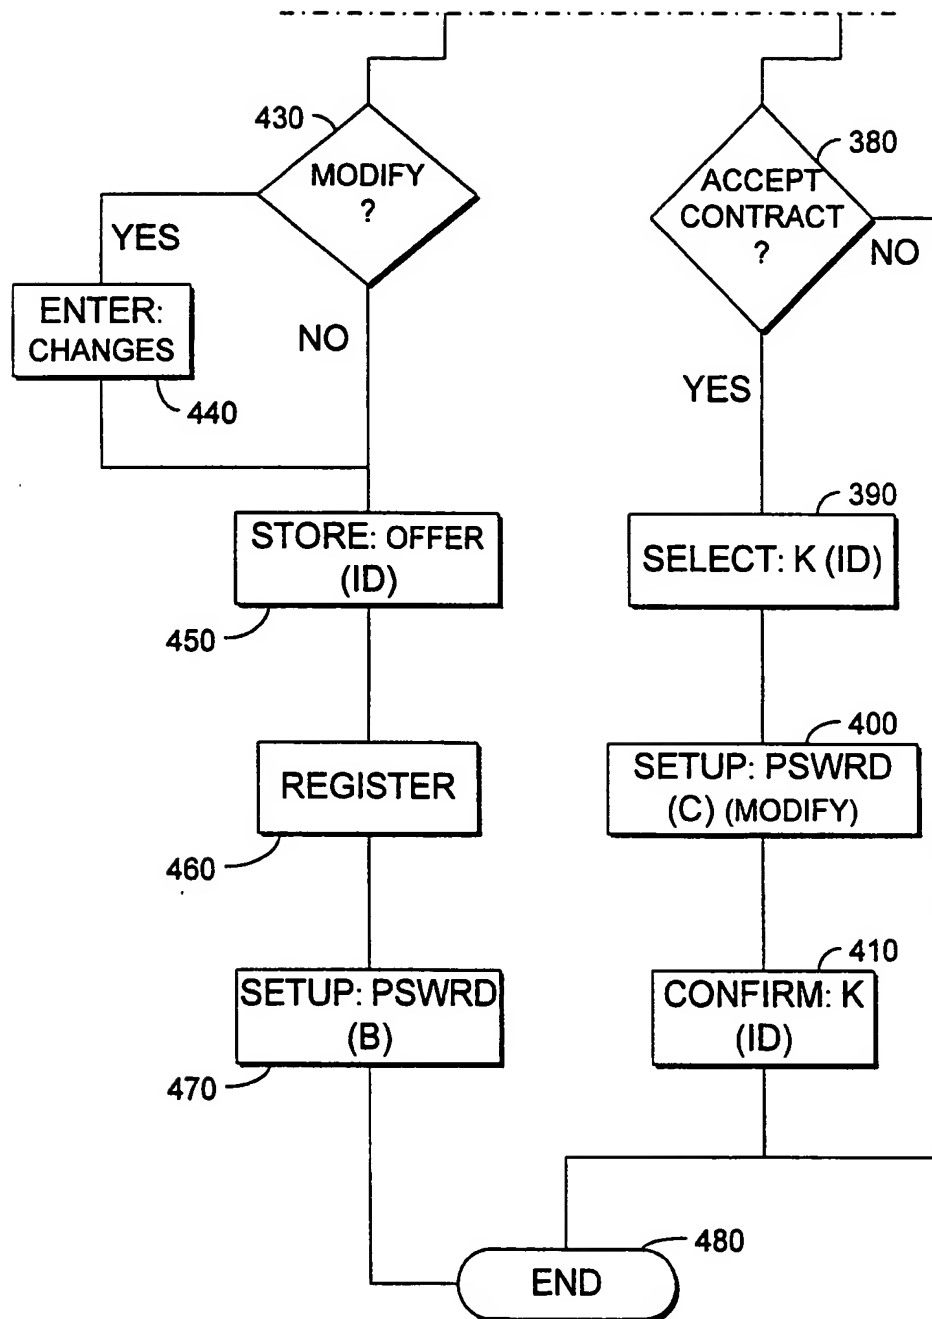 430
MODIFY
?
YES
ENTER:
CHANGES
NO
440
STORE: OFFER
(ID)
450
REGISTER
460
SETUP: PSWRD
(B)
470
380
ACCEPT
CONTRACT
?
NO
YES
390
SELECT: K (ID)
400
SETUP: PSWRD
(C) (MODIFY)
410
CONFIRM: K
(ID)
480
END